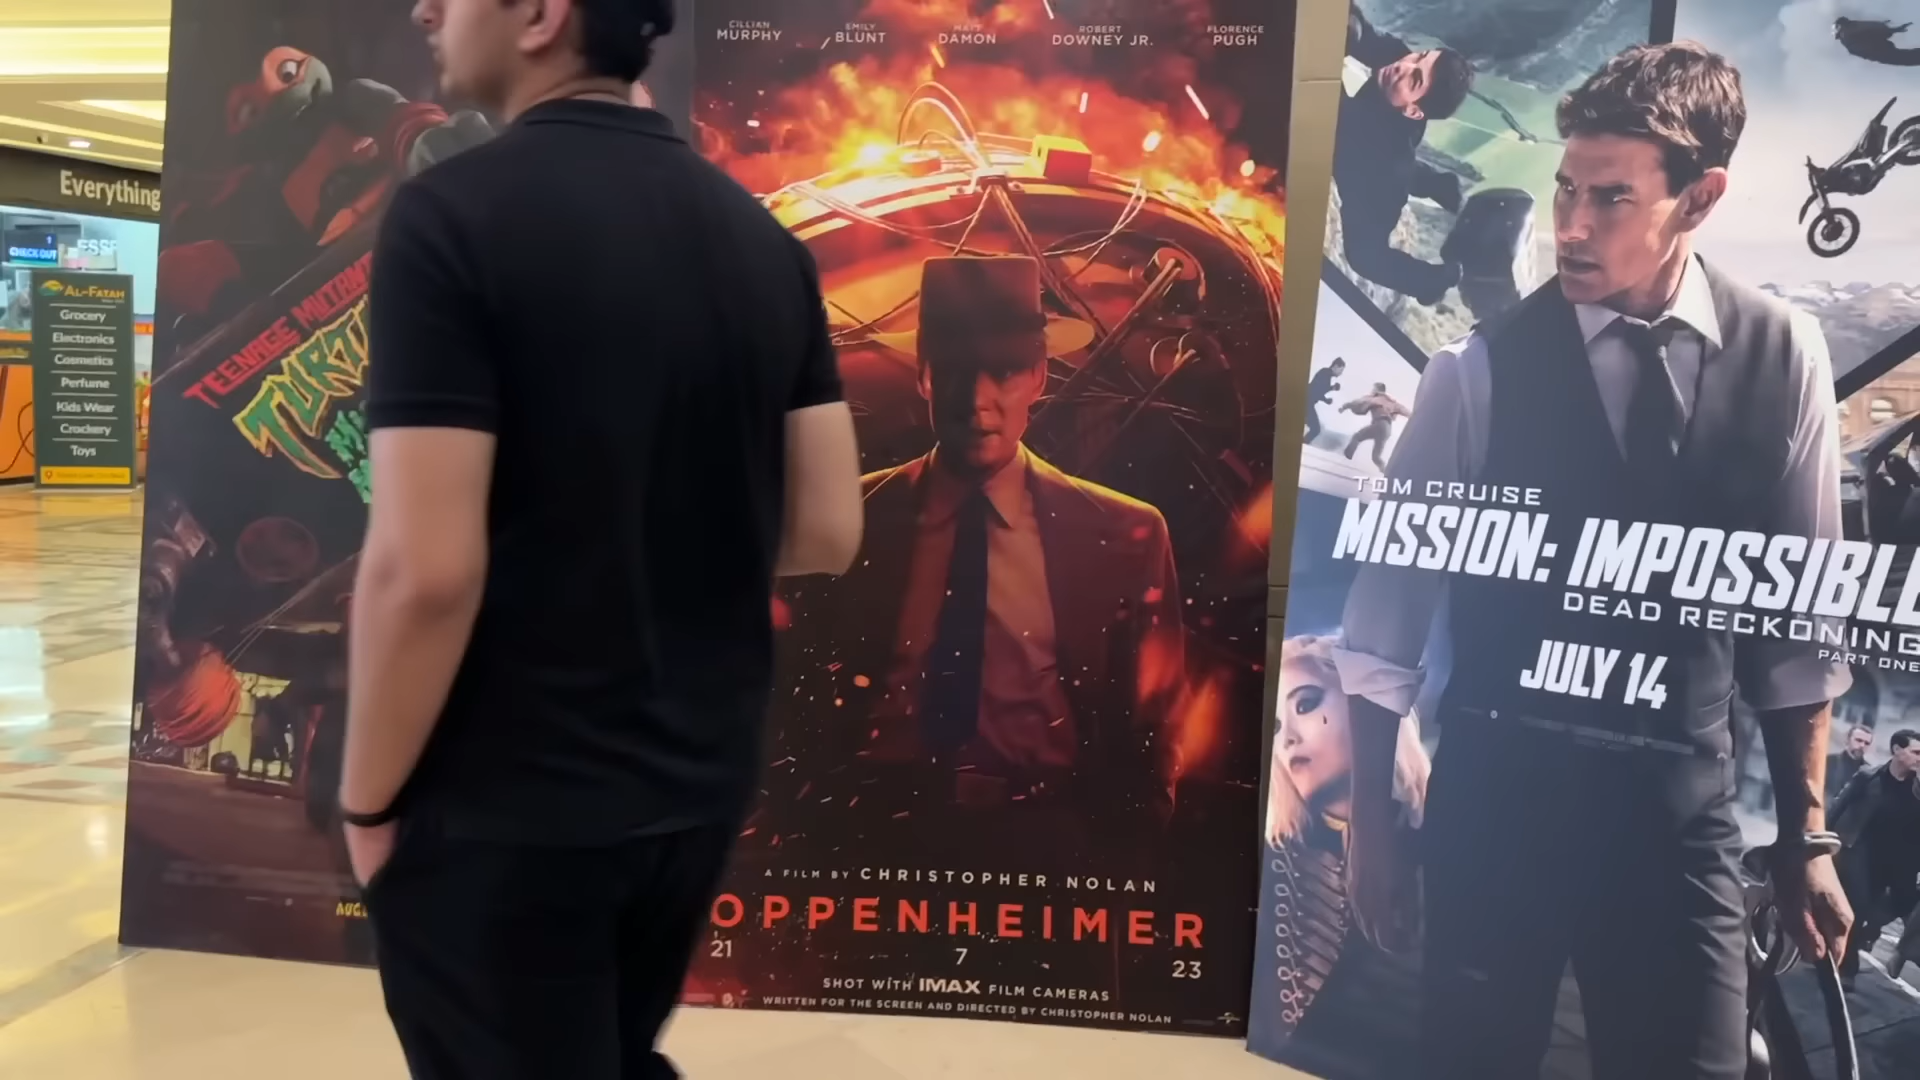 Everything
CHECK OUT
AL-FATAH
Grocery
Electronics
Cosmetics
Perfume
Kids Wear
Crockery
Toys
TEENAGE MUTANT
CILLIAN MURPHY
EMILY BLUNT
MATT DAMON
ROBERT DOWNEY JR.
FLORENCE PUGH
A FILM BY CHRISTOPHER NOLAN
OPPENHEIMER
21 7 23
SHOT WITH IMAX FILM CAMERAS
WRITTEN FOR THE SCREEN AND DIRECTED BY CHRISTOPHER NOLAN
TOM CRUISE
MISSION: IMPOSSIBLE
DEAD RECKONING
PART ONE
JULY 14